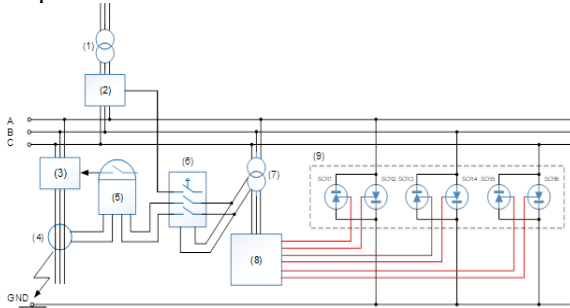 (1)
(2)
A
B
C
(3)
(5)
(6)
(7)
(9)
SCR1
SCR2
SCR3
SCR4
SCR5
SCR6
(4)
(8)
GND